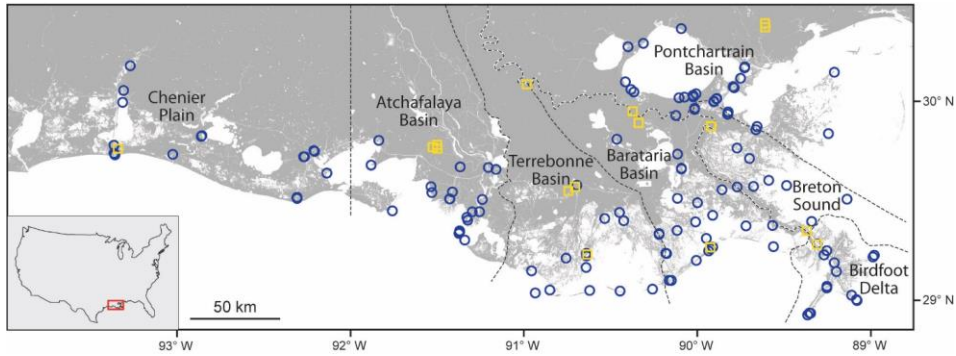 Pontchartrain
Basin
Chenier
Plain
Atchafalaya
Basin
30° N
Terrebonne
Basin
Barataria
Basin
Breton
Sound
Birdfoot
Delta
50 km
29° N
93° W
92° W
91° W
90° W
89° W